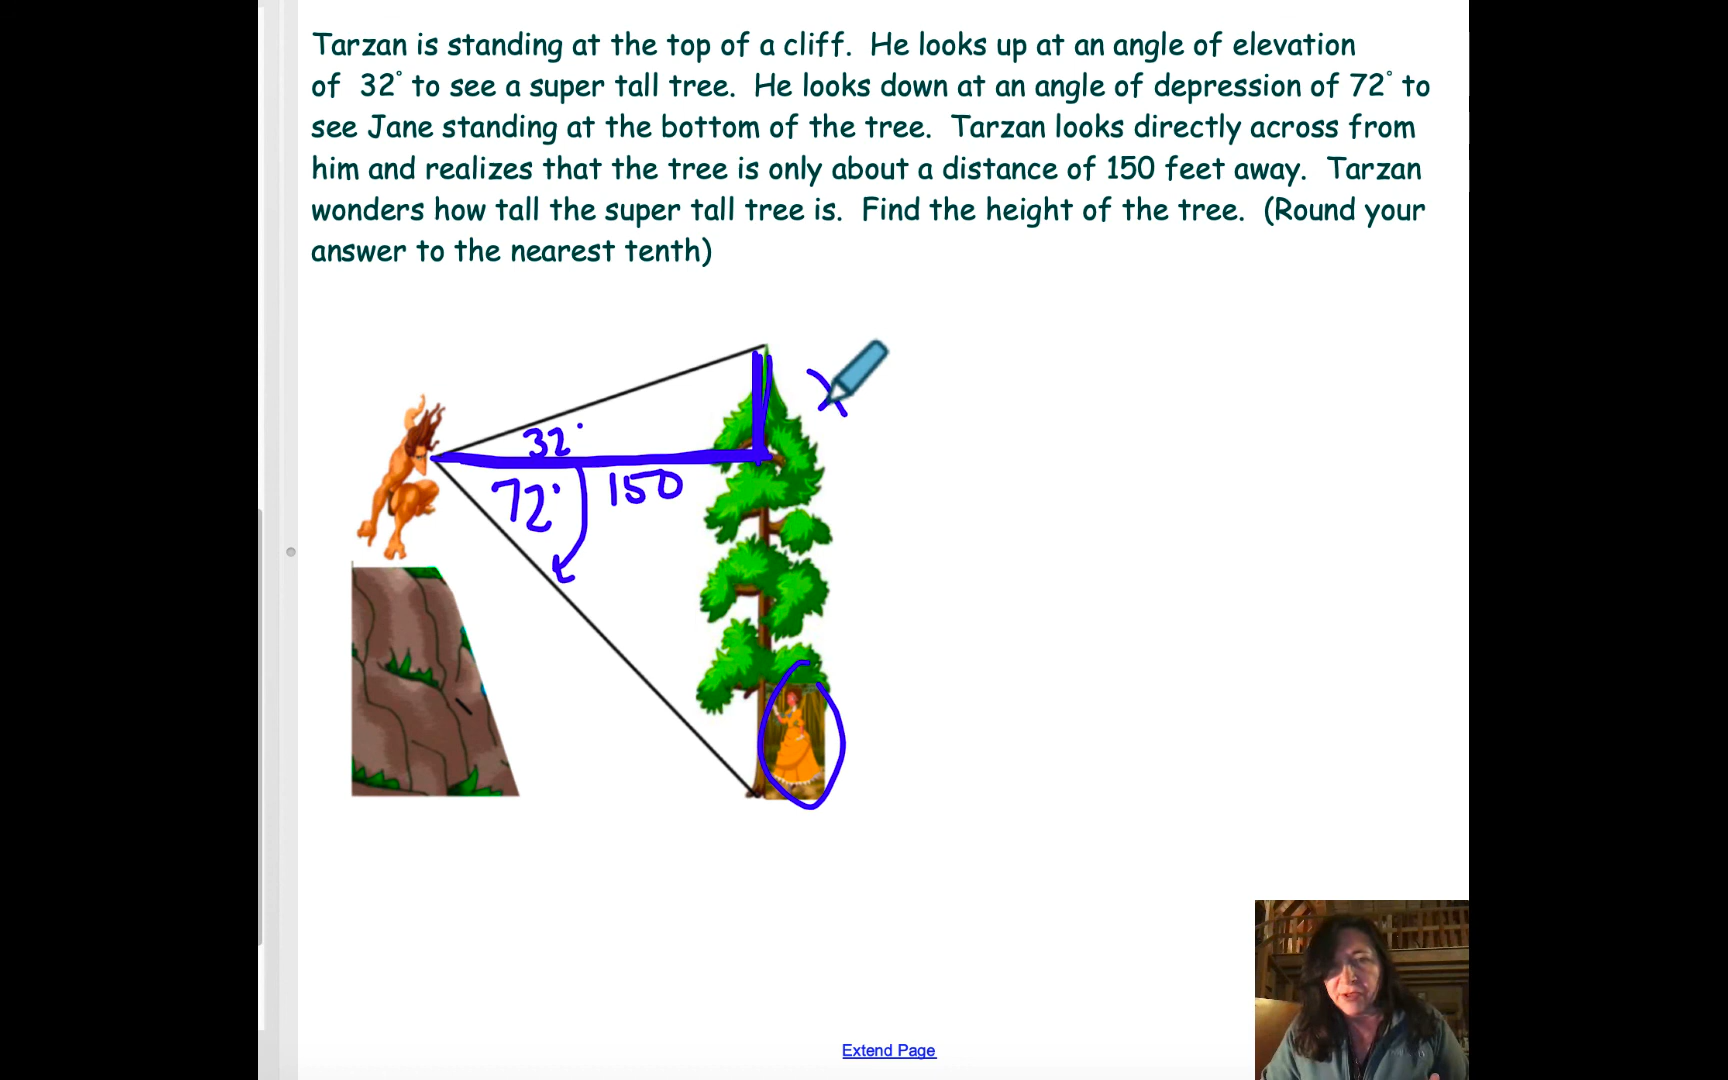 Tarzan is standing at the top of a cliff. He looks up at an angle of elevation
of 32° to see a super tall tree. He looks down at an angle of depression of 72° to
see Jane standing at the bottom of the tree. Tarzan looks directly across from
him and realizes that the tree is only about a distance of 150 feet away. Tarzan
wonders how tall the super tall tree is. Find the height of the tree. (Round your
answer to the nearest tenth)
x
32°
72°
150
Extend Page